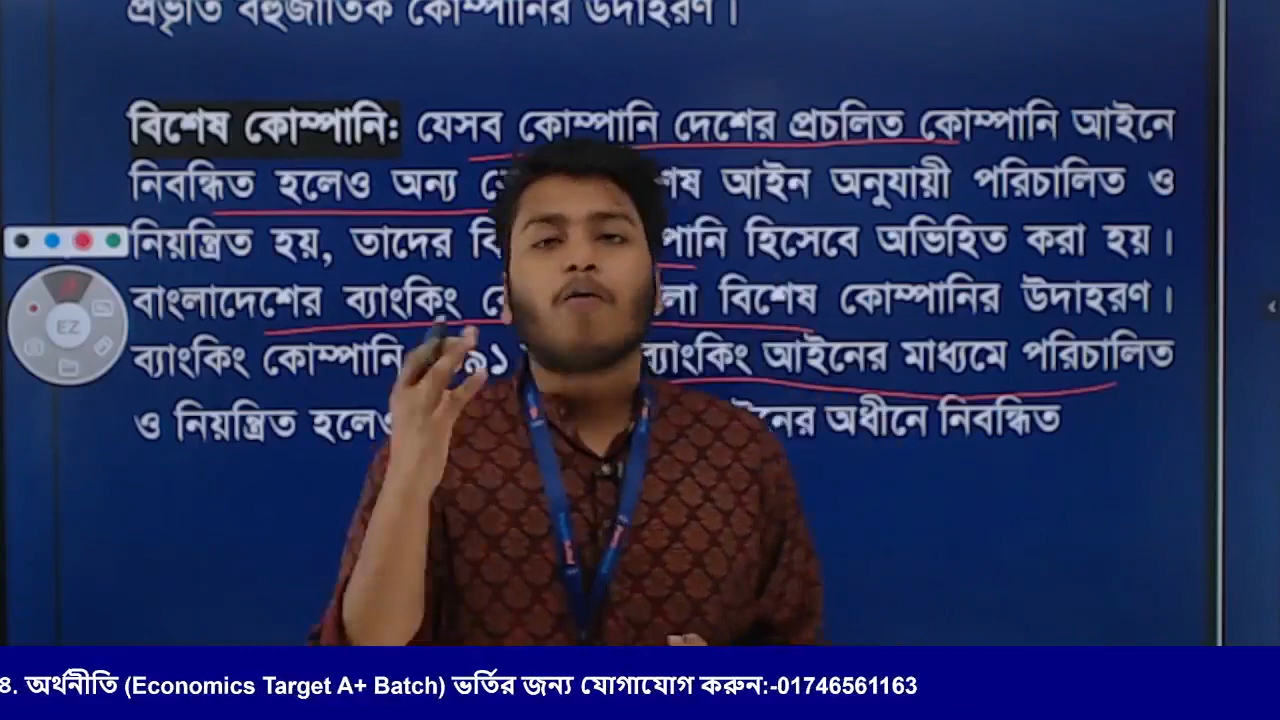 প্রভৃতি বহুজাতিক কোম্পানির উদাহরণ।
বিশেষ কোম্পানি: যেসব কোম্পানি দেশের প্রচলিত কোম্পানি আইনে
নিবন্ধিত হলেও অন্য আইন অনুযায়ী পরিচালিত ও
নিয়ন্ত্রিত হয়, তাদের হিসেবে অভিহিত করা হয়।
বাংলাদেশের ব্যাংকিং বিশেষ কোম্পানির উদাহরণ।
ব্যাংকিং কোম্পানি ব্যাংকিং আইনের মাধ্যমে পরিচালিত
ও নিয়ন্ত্রিত হলেও অধীনে নিবন্ধিত
EZ
৪. অর্থনীতি (Economics Target A+ Batch) ভর্তির জন্য যোগাযোগ করুন:-01746561163